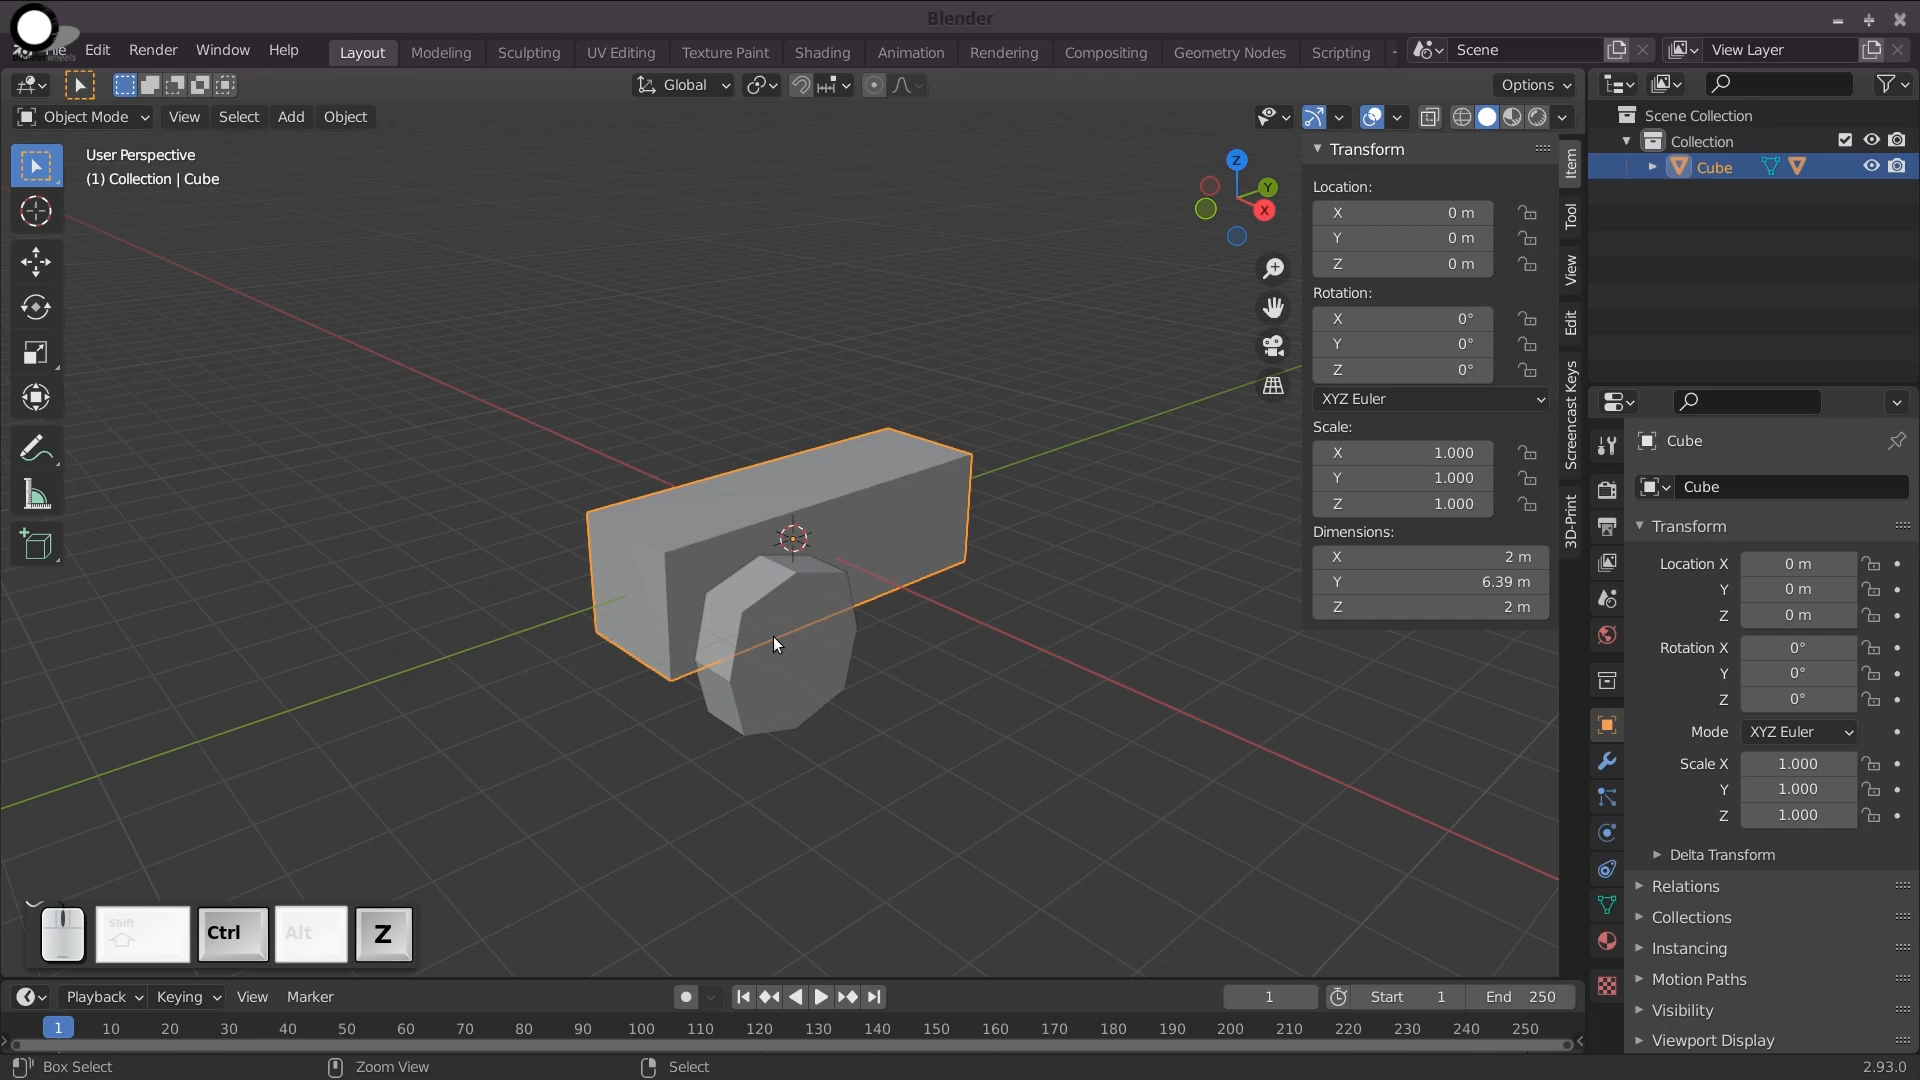 Blender
File Edit Render Window Help Layout Modeling Sculpting UV Editing Texture Paint Shading Animation Rendering Compositing Geometry Nodes Scripting Scene View Layer
Global Options
Object Mode View Select Add Object
User Perspective
(1) Collection | Cube
Z
Y
X
Transform
Location:
X 0 m
Y 0 m
Z 0 m
Rotation:
X 0°
Y 0°
Z 0°
XYZ Euler
Scale:
X 1.000
Y 1.000
Z 1.000
Dimensions:
X 2 m
Y 6.39 m
Z 2 m
Item
Tool
View
Edit
Screencast Keys
3D-Print
Scene Collection
Collection
Cube
Cube
Cube
Transform
Location X 0 m
Y 0 m
Z 0 m
Rotation X 0°
Y 0°
Z 0°
Mode XYZ Euler
Scale X 1.000
Y 1.000
Z 1.000
Delta Transform
Relations
Collections
Instancing
Motion Paths
Visibility
Viewport Display
Shift
Ctrl
Alt
Z
Playback Keying View Marker 1 Start 1 End 250
1 10 20 30 40 50 60 70 80 90 100 110 120 130 140 150 160 170 180 190 200 210 220 230 240 250
Box Select Zoom View Select 2.93.0